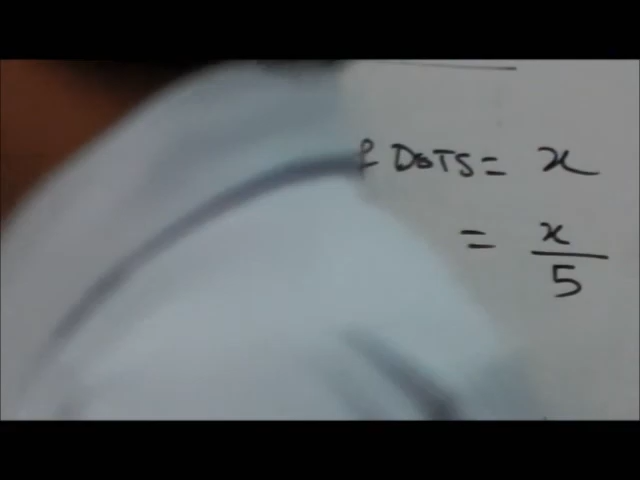 DOTS = x
= x/5